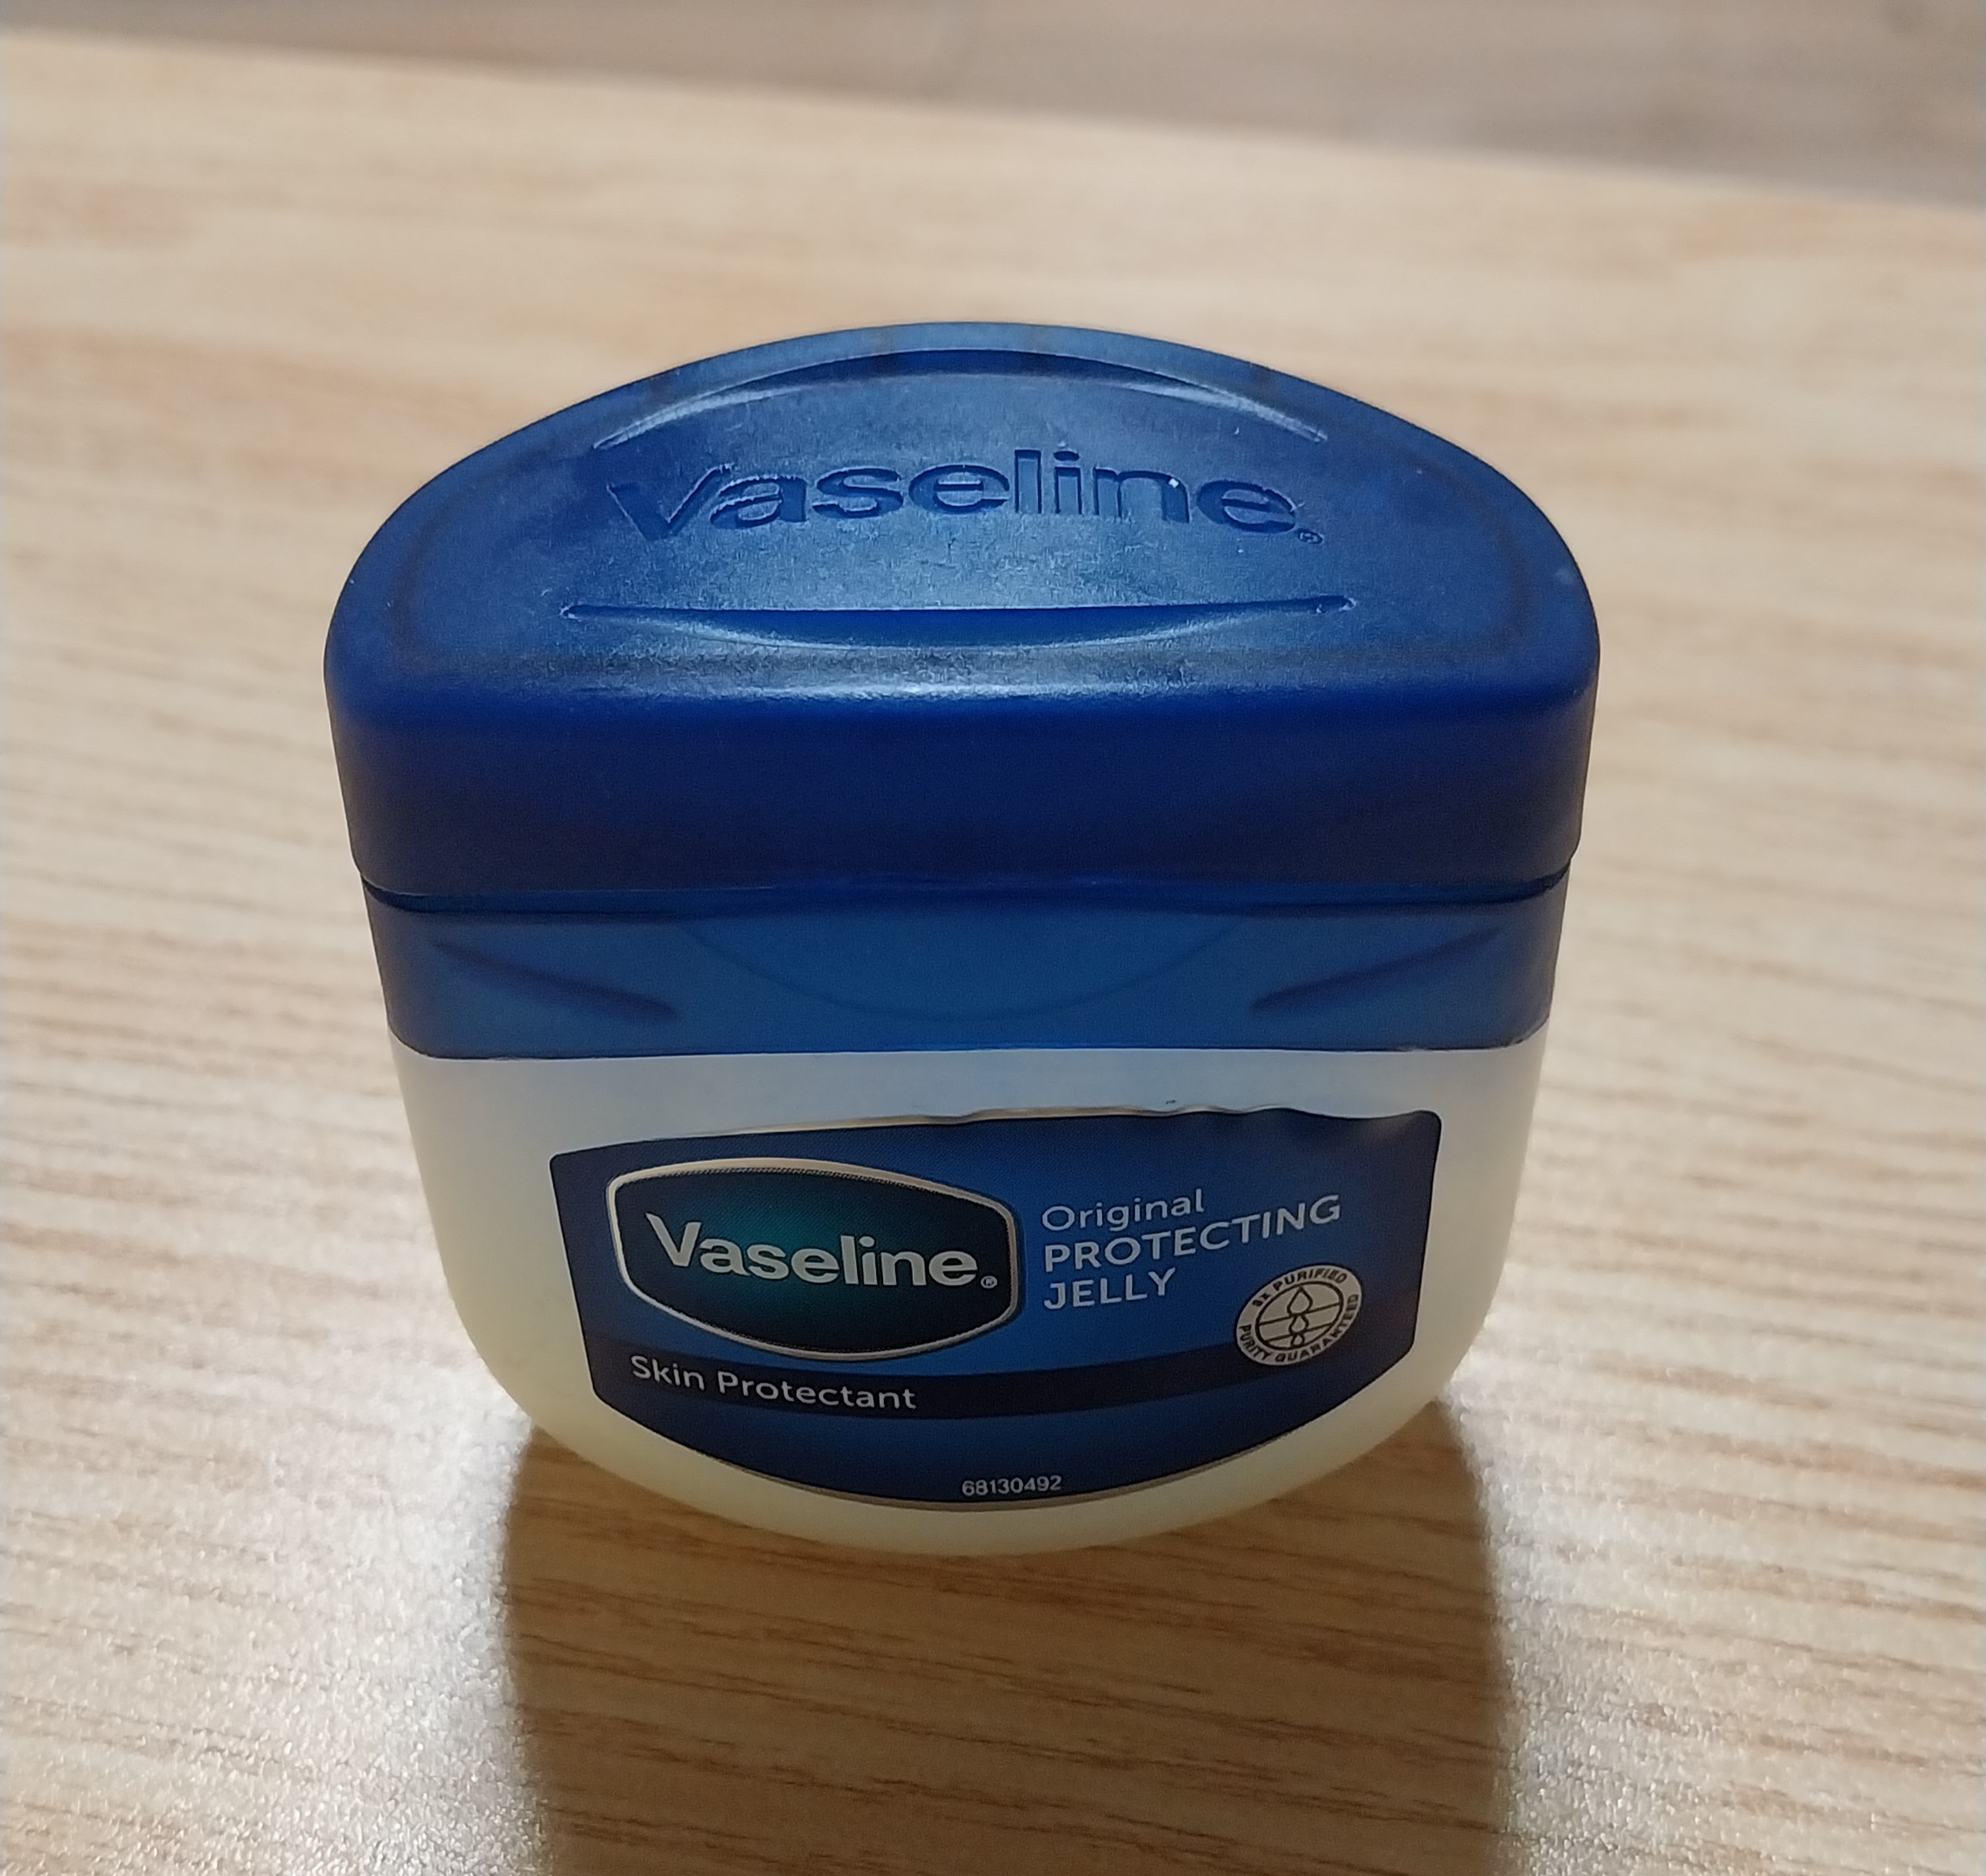 Vaseline®
Vaseline®
Original
PROTECTING
JELLY
3x PURIFIED
PURITY GUARANTEED
Skin Protectant
68130492